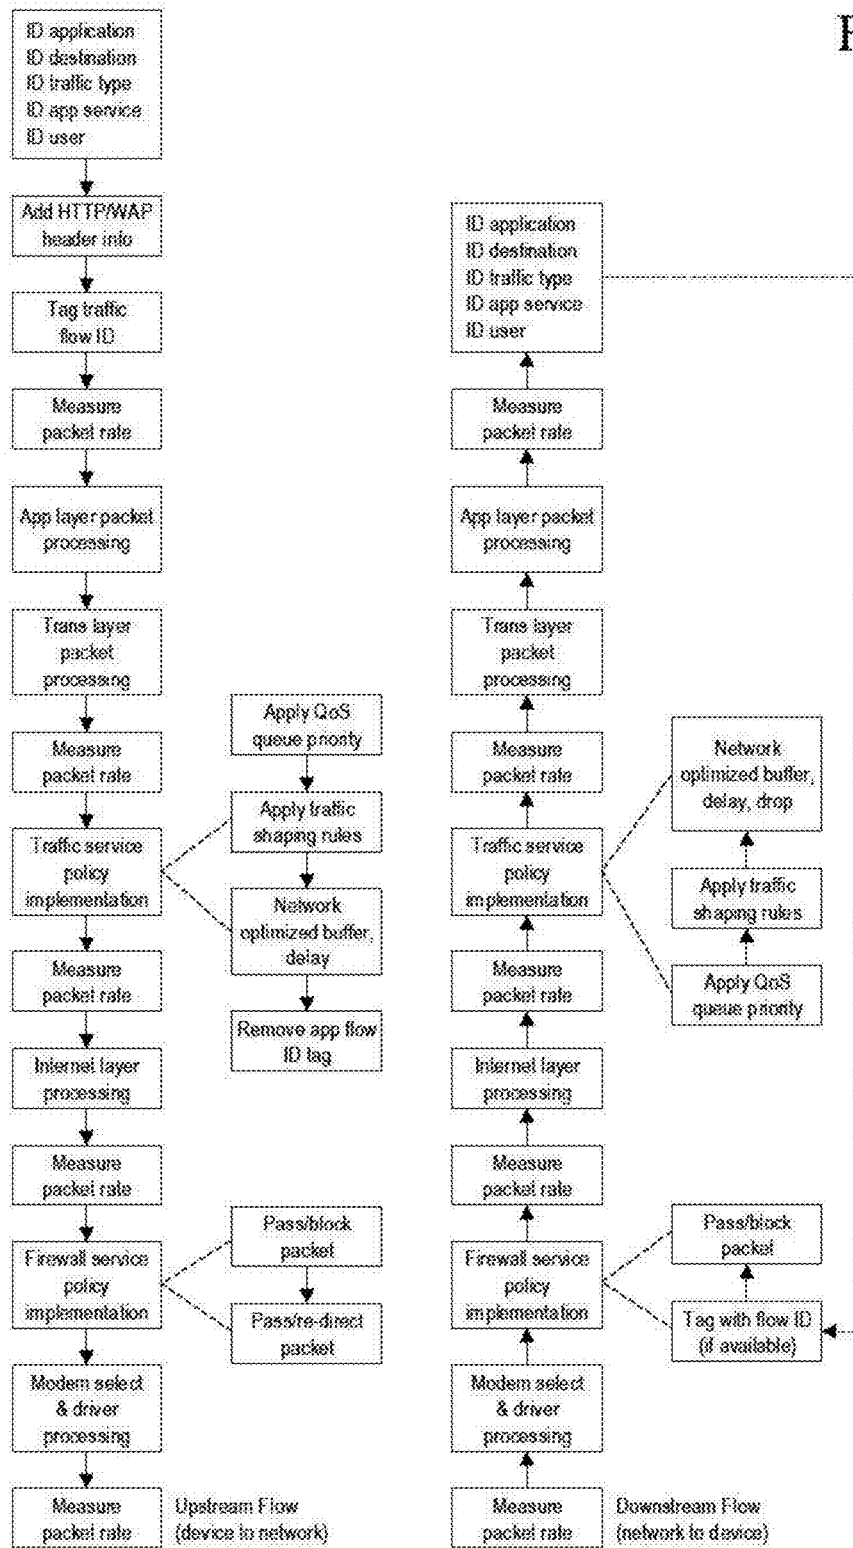 ID application
ID destination
ID traffic type
ID app service
ID user
Add HTTP/WAP
header info
Tag traffic
flow ID
Measure
packet rate
App layer packet
processing
Trans layer
packet
processing
Measure
packet rate
Traffic service
policy
implementation
Apply QoS
queue priority
Apply traffic
shaping rules
Network
optimized buffer,
delay
Remove app flow
ID tag
Measure
packet rate
Internet layer
processing
Measure
packet rate
Firewall service
policy
implementation
Pass/block
packet
Pass/re-direct
packet
Modem select
& driver
processing
Measure
packet rate
Upstream Flow
(device to network)
ID application
ID destination
ID traffic type
ID app service
ID user
Measure
packet rate
App layer packet
processing
Trans layer
packet
processing
Measure
packet rate
Traffic service
policy
implementation
Network
optimized buffer,
delay, drop
Apply traffic
shaping rules
Apply QoS
queue priority
Measure
packet rate
Internet layer
processing
Measure
packet rate
Firewall service
policy
implementation
Pass/block
packet
Tag with flow ID
(if available)
Modem select
& driver
processing
Measure
packet rate
Downstream Flow
(network to device)